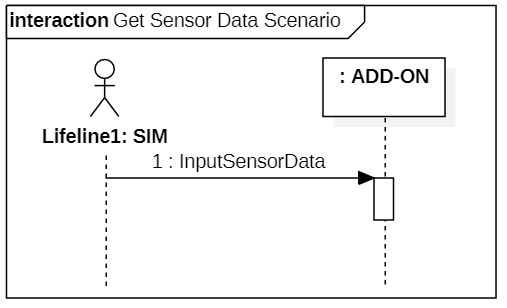 interaction Get Sensor Data Scenario
: ADD-ON
Lifeline1: SIM
1 : InputSensorData